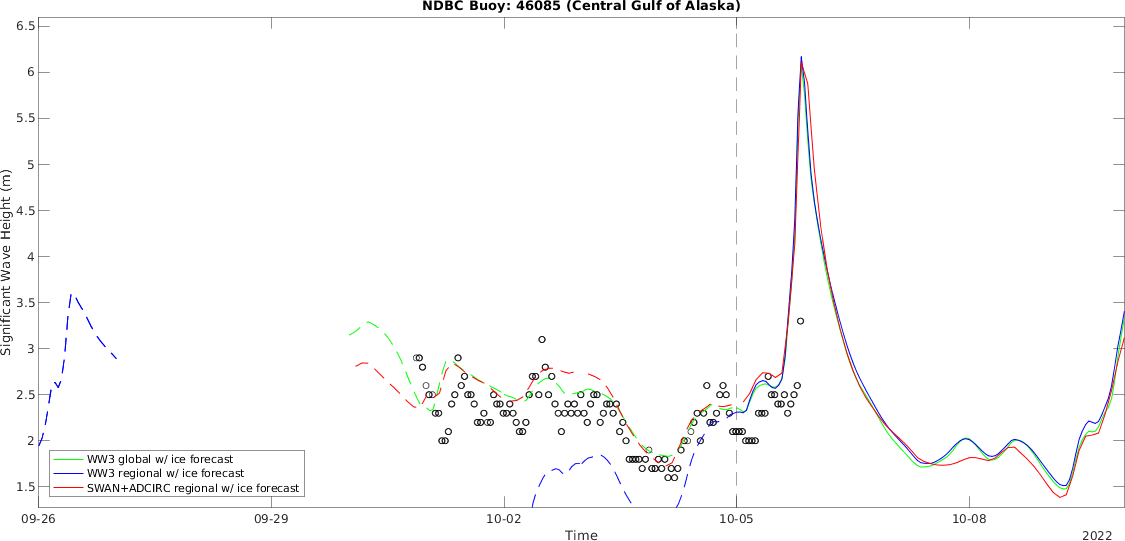 NDBC Buoy: 46085 (Central Gulf of Alaska)
6.5
6
5.5
5
4.5
4
3.5
3
2.5
2
1.5
Significant Wave Height (m)
WW3 global w/ ice forecast
WW3 regional w/ ice forecast
SWAN+ADCIRC regional w/ ice forecast
09-26
09-29
10-02
10-05
10-08
Time
2022